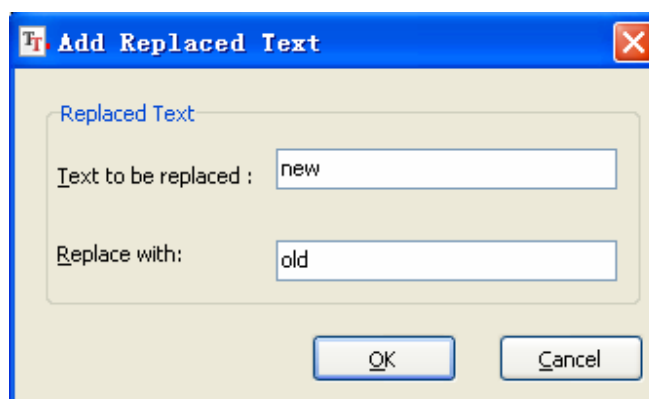 Add Replaced Text
Replaced Text
Text to be replaced : new
Replace with: old
OK Cancel